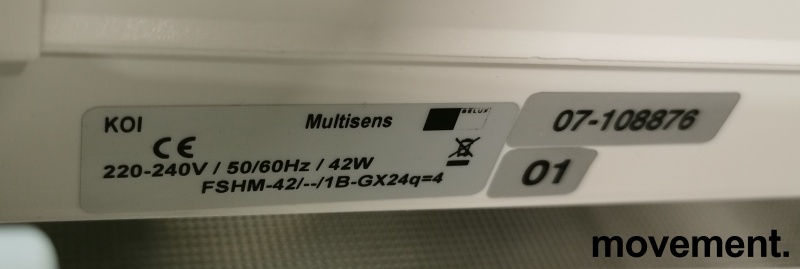 KOI Multisens BELUX
CE
220-240V / 50/60Hz / 42W
FSHM-42/--/1B-GX24q=4
07-108876
01
movement.